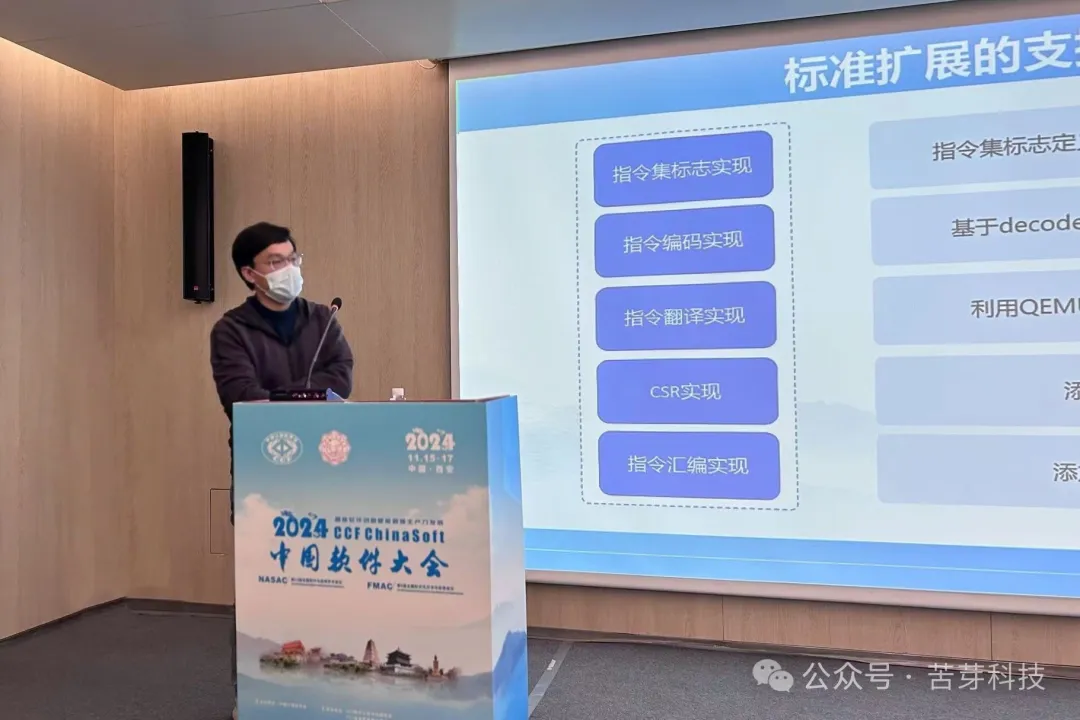 标准扩展的支
指令集标志实现
指令集标志定
指令编码实现
基于decode
指令翻译实现
利用QEMU
CSR实现
添
指令汇编实现
添
2024
11.15-17
中国·西安
2024
CCF ChinaSoft
中国软件大会
NASAC
FMAC
公众号·苦芽科技